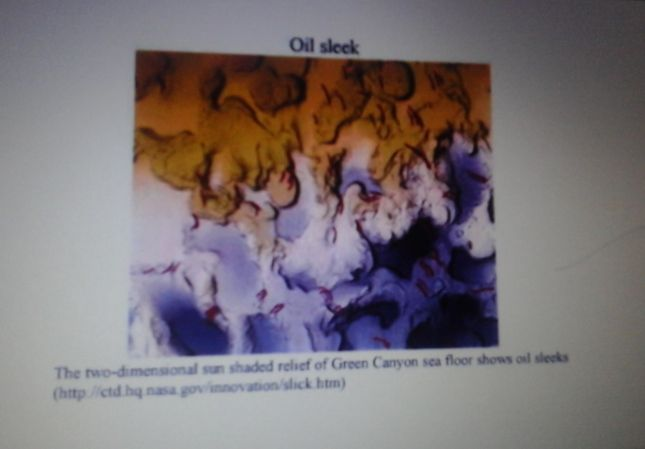 Oil sleek
The two-dimensional sun shaded relief of Green Canyon sea floor shows oil sleeks
(http://ctd.hq.nasa.gov/innovation/slick.htm)